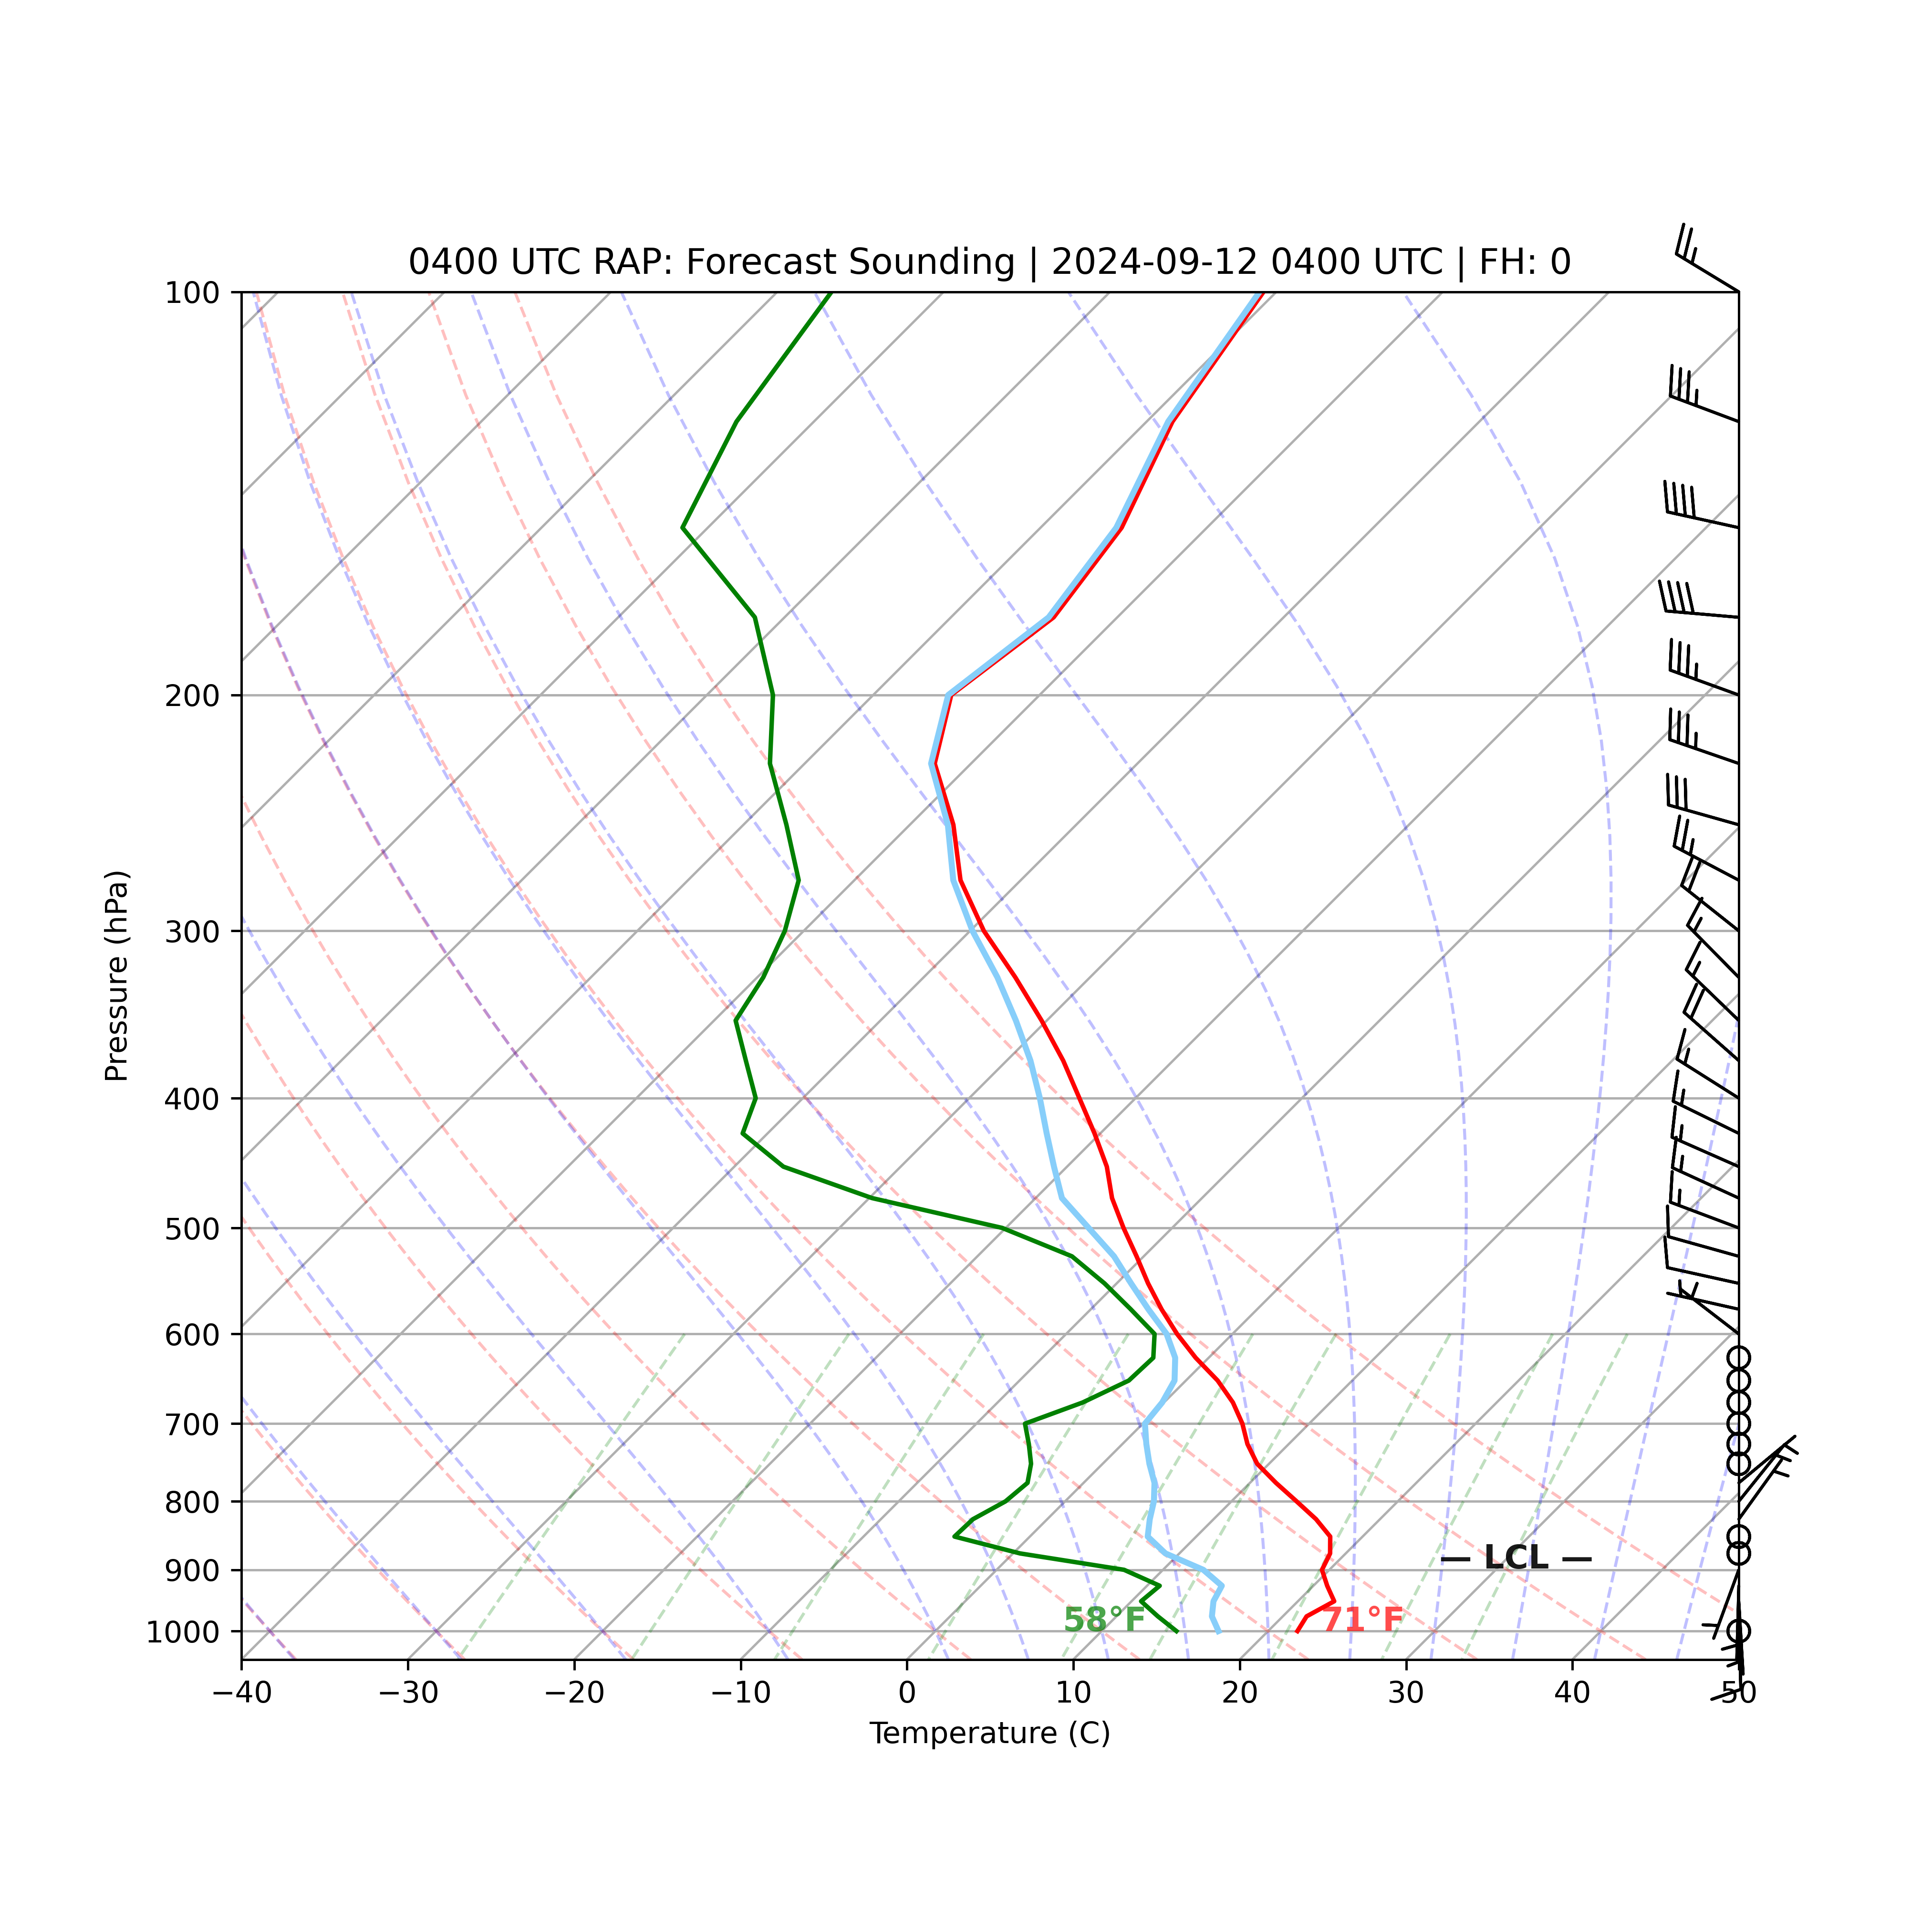 0400 UTC RAP: Forecast Sounding | 2024-09-12 0400 UTC | FH: 0
100
200
300
400
500
600
700
800
900
1000
Pressure (hPa)
— LCL —
58°F
71°F
−40 −30 −20 −10 0 10 20 30 40 50
Temperature (C)